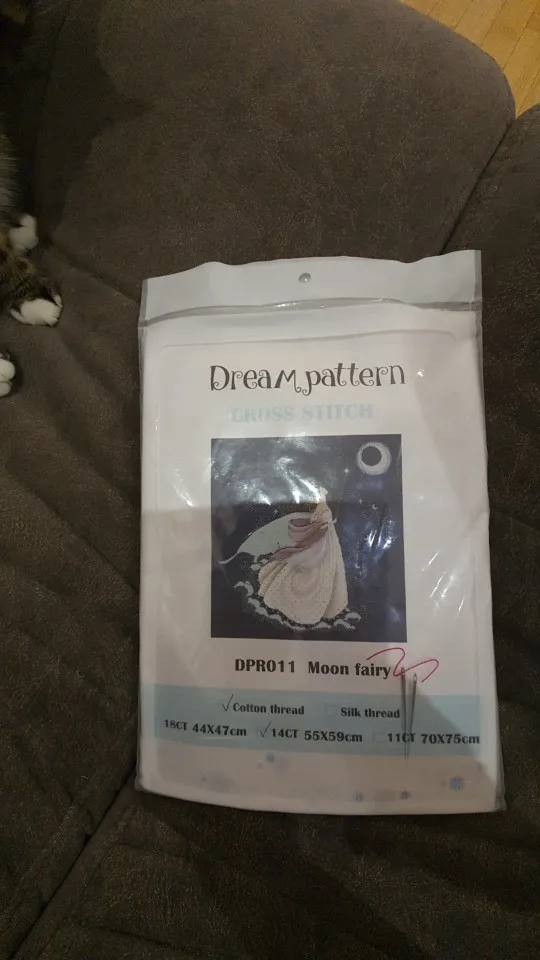 Dream pattern
CROSS STITCH
DPR011 Moon fairy
Cotton thread Silk thread
18CT 44X47cm 14CT 55X59cm 11CT 70X75cm